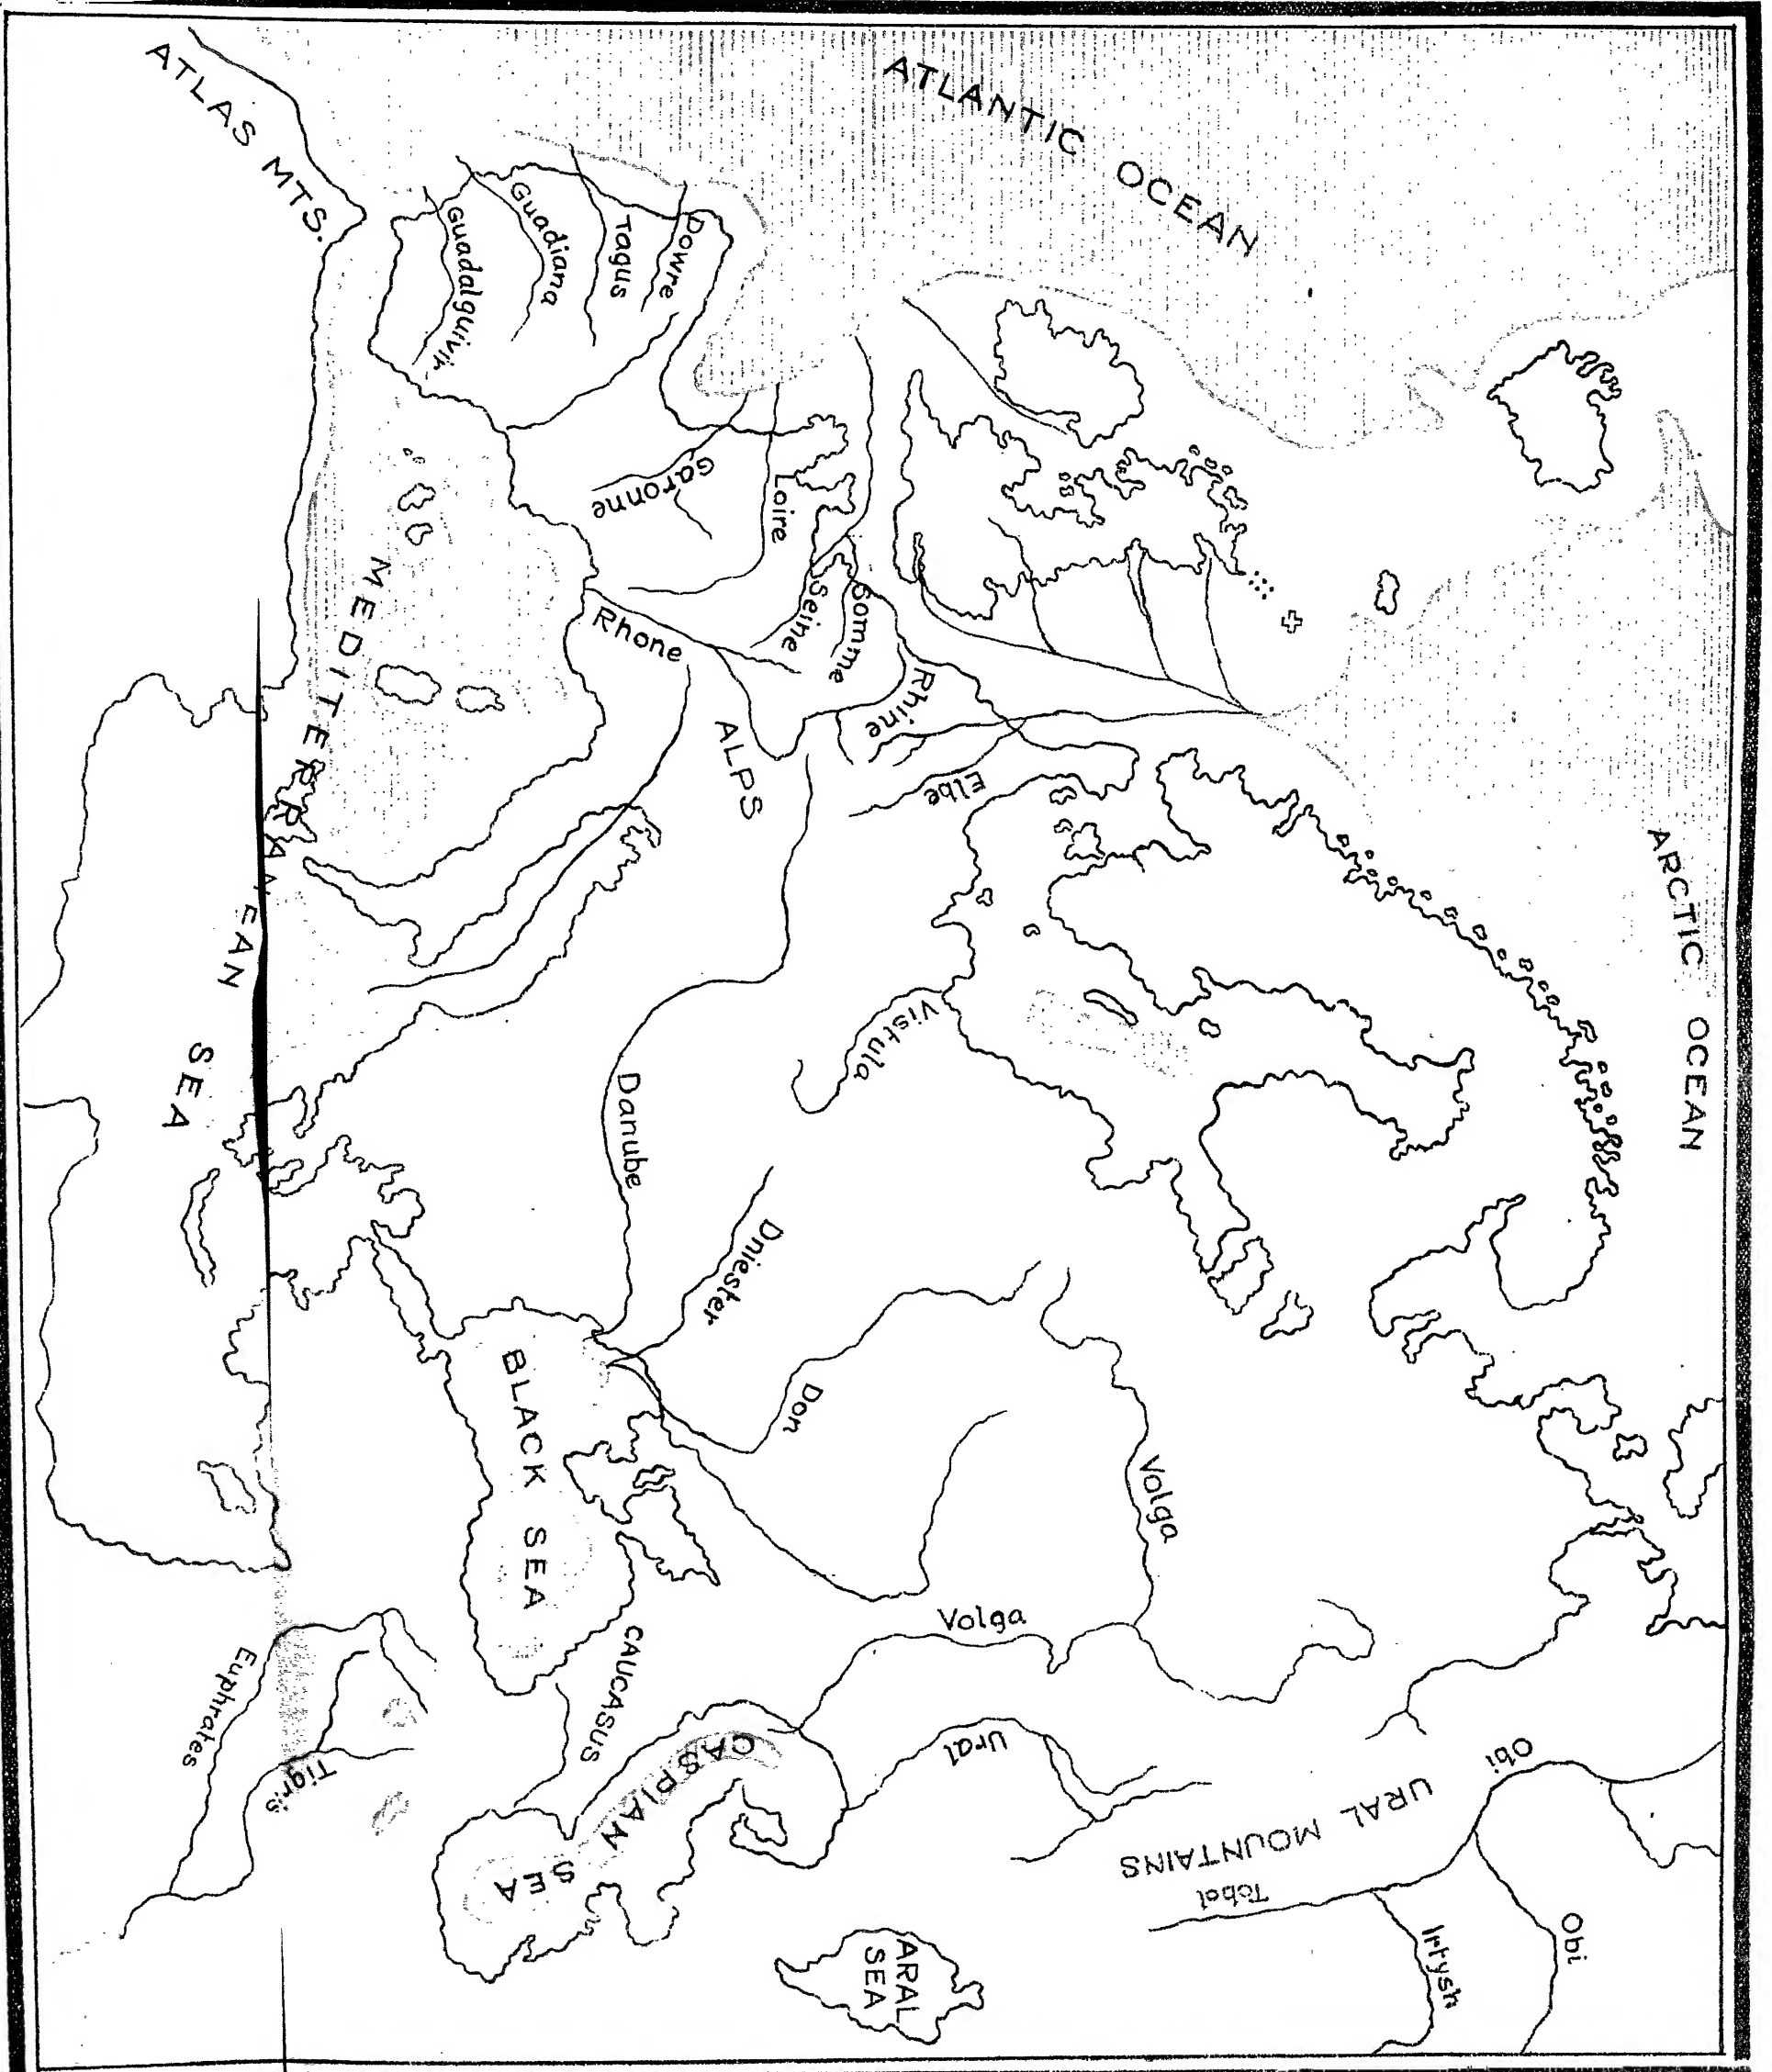 ATLAS MTS.
ATLANTIC OCEAN
ARCTIC OCEAN
Guadalquivir
Guadiana
Tagus
Dowre
Garonne
Loire
Seine
Somme
Rhone
Rhine
ALPS
Elbe
MEDITERRANEAN SEA
Vistula
Danube
Dniester
Don
Volga
Volga
BLACK SEA
CAUCASUS
CASPIAN SEA
Ural
URAL MOUNTAINS
Obi
Obi
Tobol
Irtysh
ARAL
SEA
Euphrates
Tigris